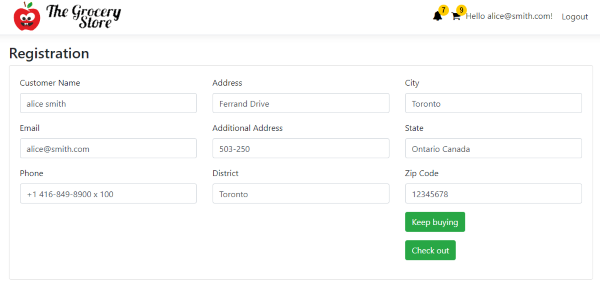 The Grocery
Store
7
9
Hello alice@smith.com!
Logout
Registration
Customer Name
Address
City
alice smith
Ferrand Drive
Toronto
Email
Additional Address
State
alice@smith.com
503-250
Ontario Canada
Phone
District
Zip Code
+1 416-849-8900 x 100
Toronto
12345678
Keep buying
Check out